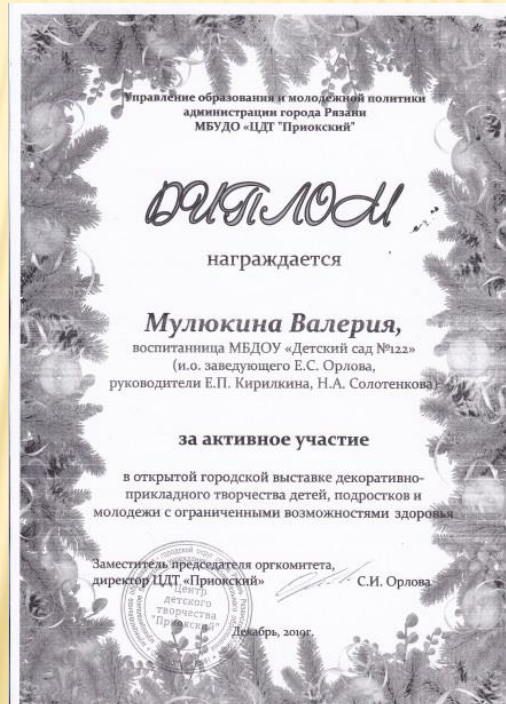 Управление образования и молодежной политики
администрации города Рязани
МБУДО «ЦДТ "Приокский"
ДИПЛОМ
награждается
Мулюкина Валерия,
воспитанница МБДОУ «Детский сад №122»
(и.о. заведующего Е.С. Орлова,
руководители Е.П. Кирилкина, Н.А. Солотенкова)
за активное участие
в открытой городской выставке декоративно-
прикладного творчества детей, подростков и
молодежи с ограниченными возможностями здоровья
Заместитель председателя оргкомитета,
директор ЦДТ «Приокский» С.И. Орлова
"Центр
детского
творчества
"Приокский"
Декабрь, 2019г.